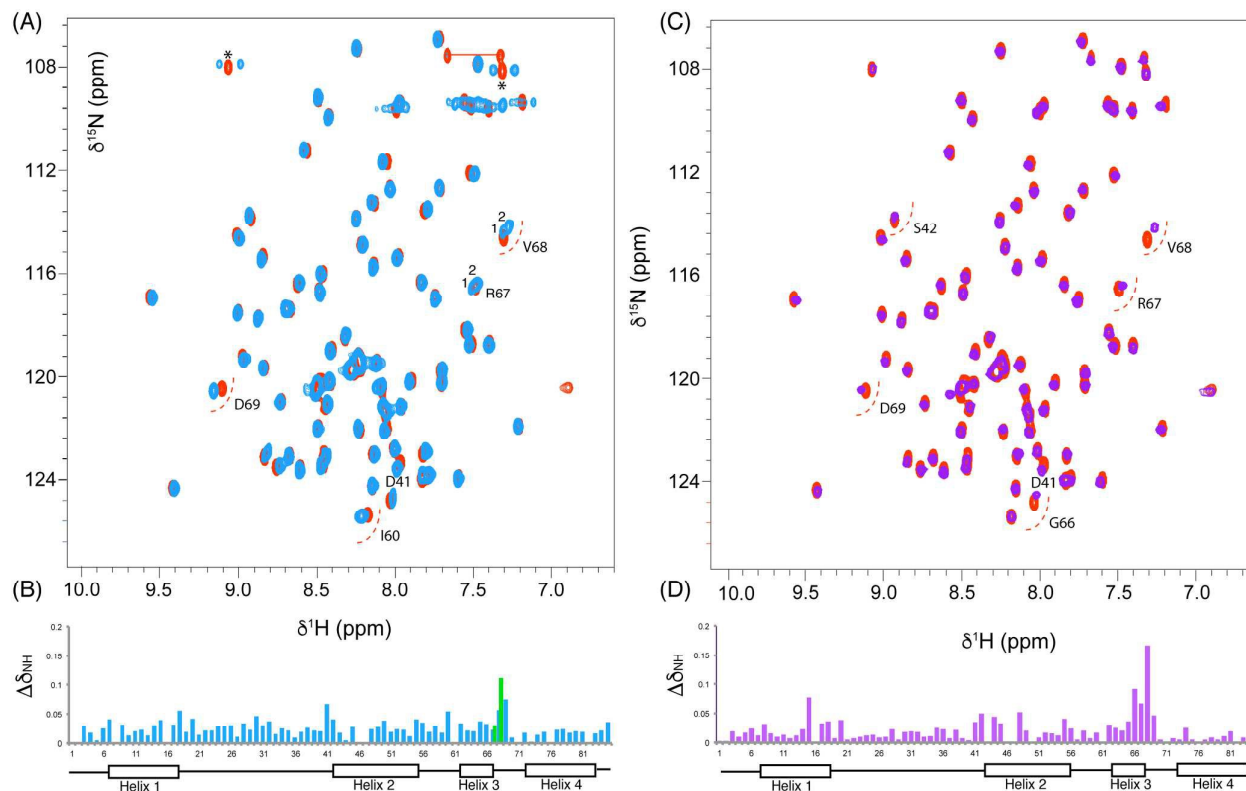 (A)
δ15N (ppm)
108
112
116
120
124
*
*
2
1
V68
2
1
R67
D69
D41
I60
10.0 9.5 9.0 8.5 8.0 7.5 7.0
δ1H (ppm)
(B)
ΔδNH
0.2
0.15
0.1
0.05
0
1 6 11 16 21 26 31 36 41 46 51 56 61 66 71 76 81
Helix 1 Helix 2 Helix 3 Helix 4
(C)
δ15N (ppm)
108
112
116
120
124
S42
V68
R67
D69
D41
G66
10.0 9.5 9.0 8.5 8.0 7.5 7.0
δ1H (ppm)
(D)
ΔδNH
0.2
0.15
0.1
0.05
0
1 6 11 16 21 26 31 36 41 46 51 56 61 66 71 76 81
Helix 1 Helix 2 Helix 3 Helix 4